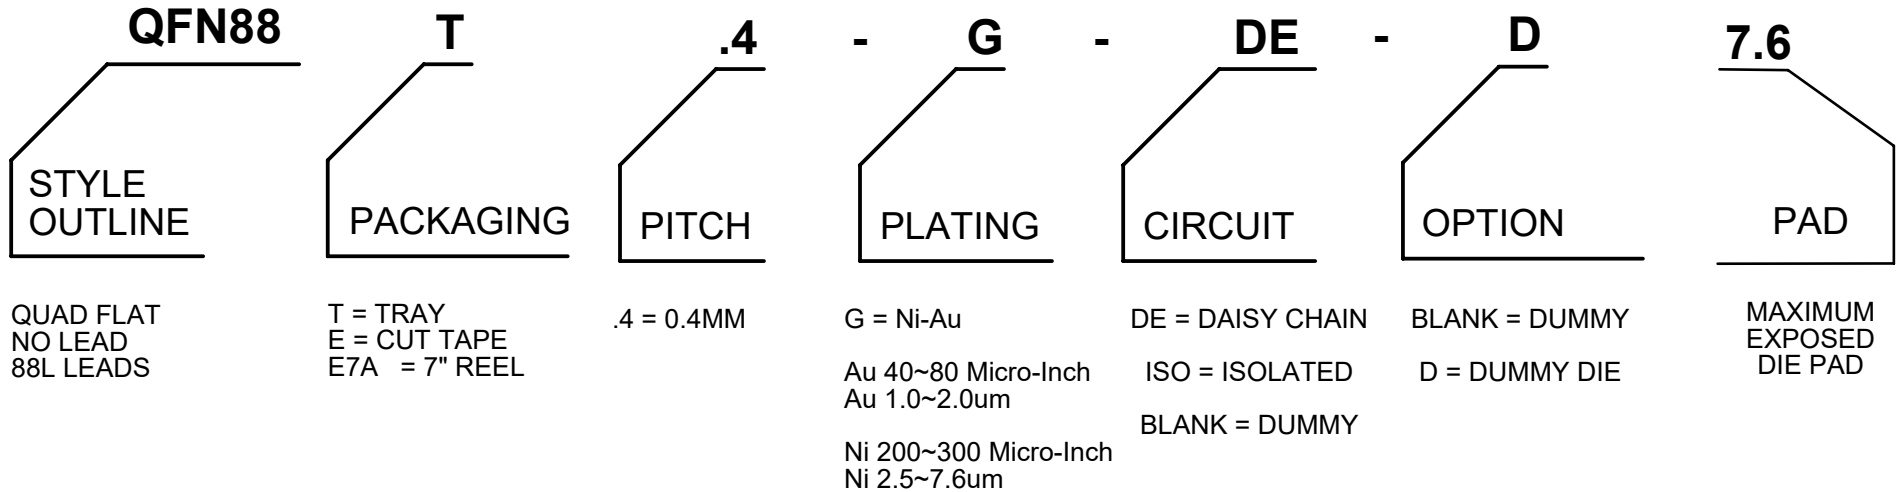 QFN88 T .4 - G - DE - D 7.6
STYLE
OUTLINE
PACKAGING
PITCH
PLATING
CIRCUIT
OPTION
PAD
QUAD FLAT
NO LEAD
88L LEADS
T = TRAY
E = CUT TAPE
E7A = 7" REEL
.4 = 0.4MM
G = Ni-Au
Au 40~80 Micro-Inch
Au 1.0~2.0um
Ni 200~300 Micro-Inch
Ni 2.5~7.6um
DE = DAISY CHAIN
ISO = ISOLATED
BLANK = DUMMY
BLANK = DUMMY
D = DUMMY DIE
MAXIMUM
EXPOSED
DIE PAD